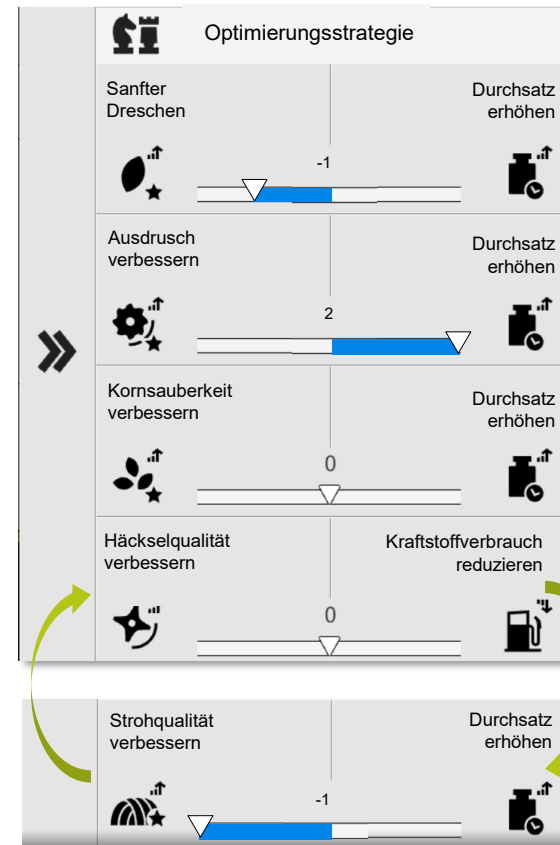 Optimierungsstrategie
Sanfter
Dreschen
Durchsatz
erhöhen
-1
Ausdrusch
verbessern
Durchsatz
erhöhen
2
Kornsauberkeit
verbessern
Durchsatz
erhöhen
0
Häckselqualität
verbessern
Kraftstoffverbrauch
reduzieren
0
Strohqualität
verbessern
Durchsatz
erhöhen
-1